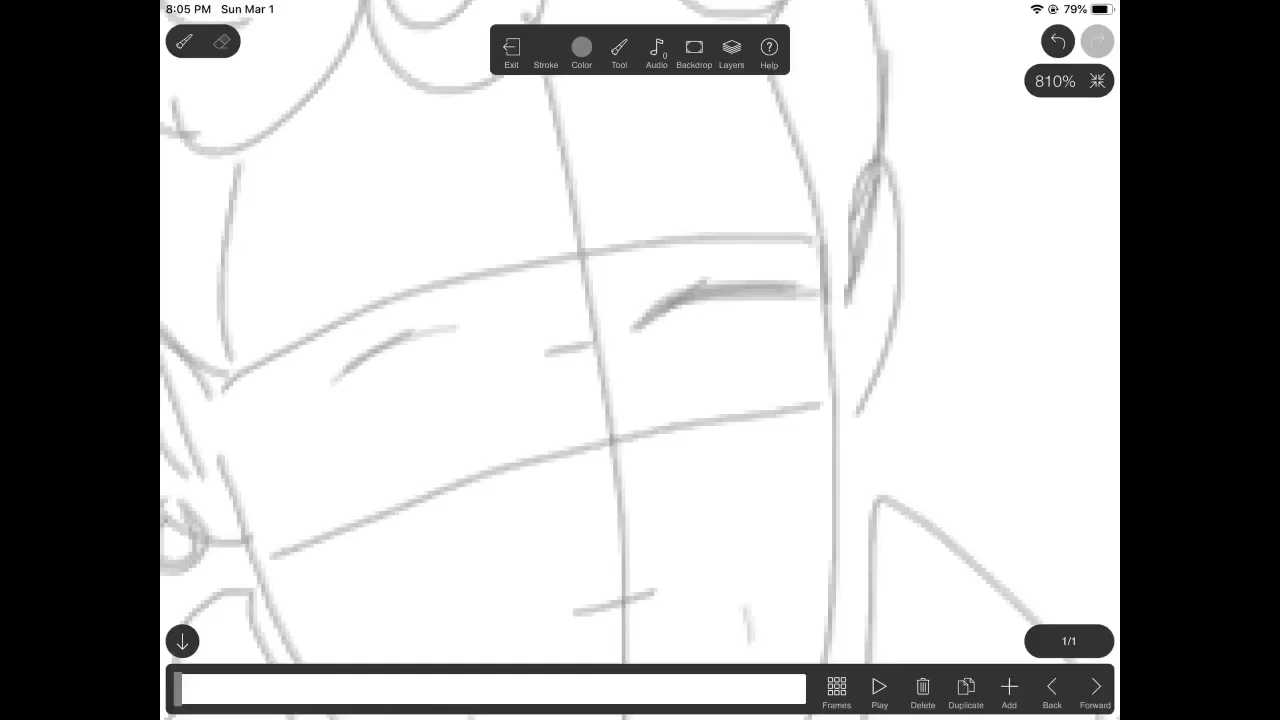 8:05 PM Sun Mar 1
79%
Exit Stroke Color Tool Audio 0 Backdrop Layers Help
810%
1/1
Frames Play Delete Duplicate Add Back Forward